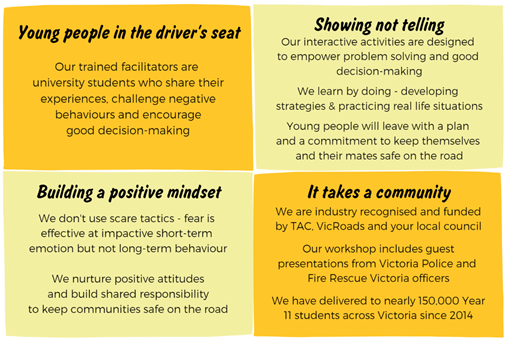 Young people in the driver's seat
Our trained facilitators are
university students who share their
experiences, challenge negative
behaviours and encourage
good decision-making
Showing not telling
Our interactive activities are designed
to empower problem solving and good
decision-making
We learn by doing - developing
strategies & practicing real life situations
Young people will leave with a plan
and a commitment to keep themselves
and their mates safe on the road
Building a positive mindset
We don't use scare tactics - fear is
effective at impactive short-term
emotion but not long-term behaviour
We nurture positive attitudes
and build shared responsibility
to keep communities safe on the road
It takes a community
We are industry recognised and funded
by TAC, VicRoads and your local council
Our workshop includes guest
presentations from Victoria Police and
Fire Rescue Victoria officers
We have delivered to nearly 150,000 Year
11 students across Victoria since 2014